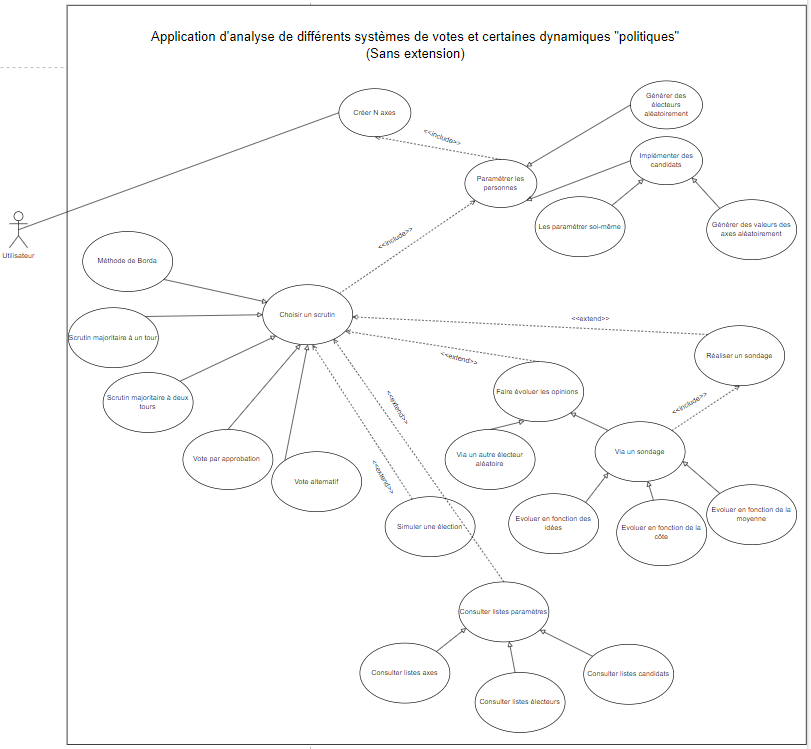 Application d'analyse de différents systèmes de votes et certaines dynamiques "politiques"
(Sans extension)
Créer N axes
<<include>>
Générer des
électeurs
aléatoirement
Implémenter des
candidats
Paramétrer les
personnes
Les paramétrer soi-même
Générer des valeurs des
axes aléatoirement
Utilisateur
<<include>>
Méthode de Borda
Choisir un scrutin
<<extend>>
Scrutin majoritaire à un tour
Réaliser un sondage
<<extend>>
Faire évoluer les opinions
Scrutin majoritaire à deux
tours
<<extend>>
<<include>>
Via un autre électeur
aléatoire
Via un sondage
Vote par approbation
Vote alternatif
<<extend>>
Simuler une élection
Evoluer en fonction des
idées
Evoluer en fonction de la
côte
Evoluer en fonction de la
moyenne
Consulter listes paramètres
Consulter listes axes
Consulter listes électeurs
Consulter listes candidats